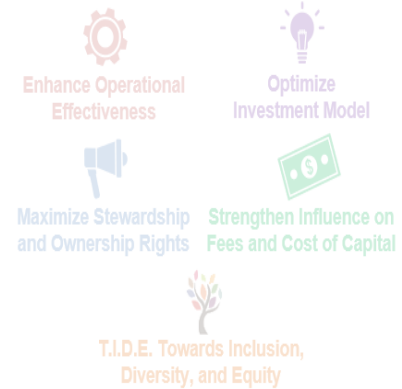 Enhance Operational
Effectiveness
Optimize
Investment Model
$
Maximize Stewardship
and Ownership Rights
Strengthen Influence on
Fees and Cost of Capital
T.I.D.E. Towards Inclusion,
Diversity, and Equity